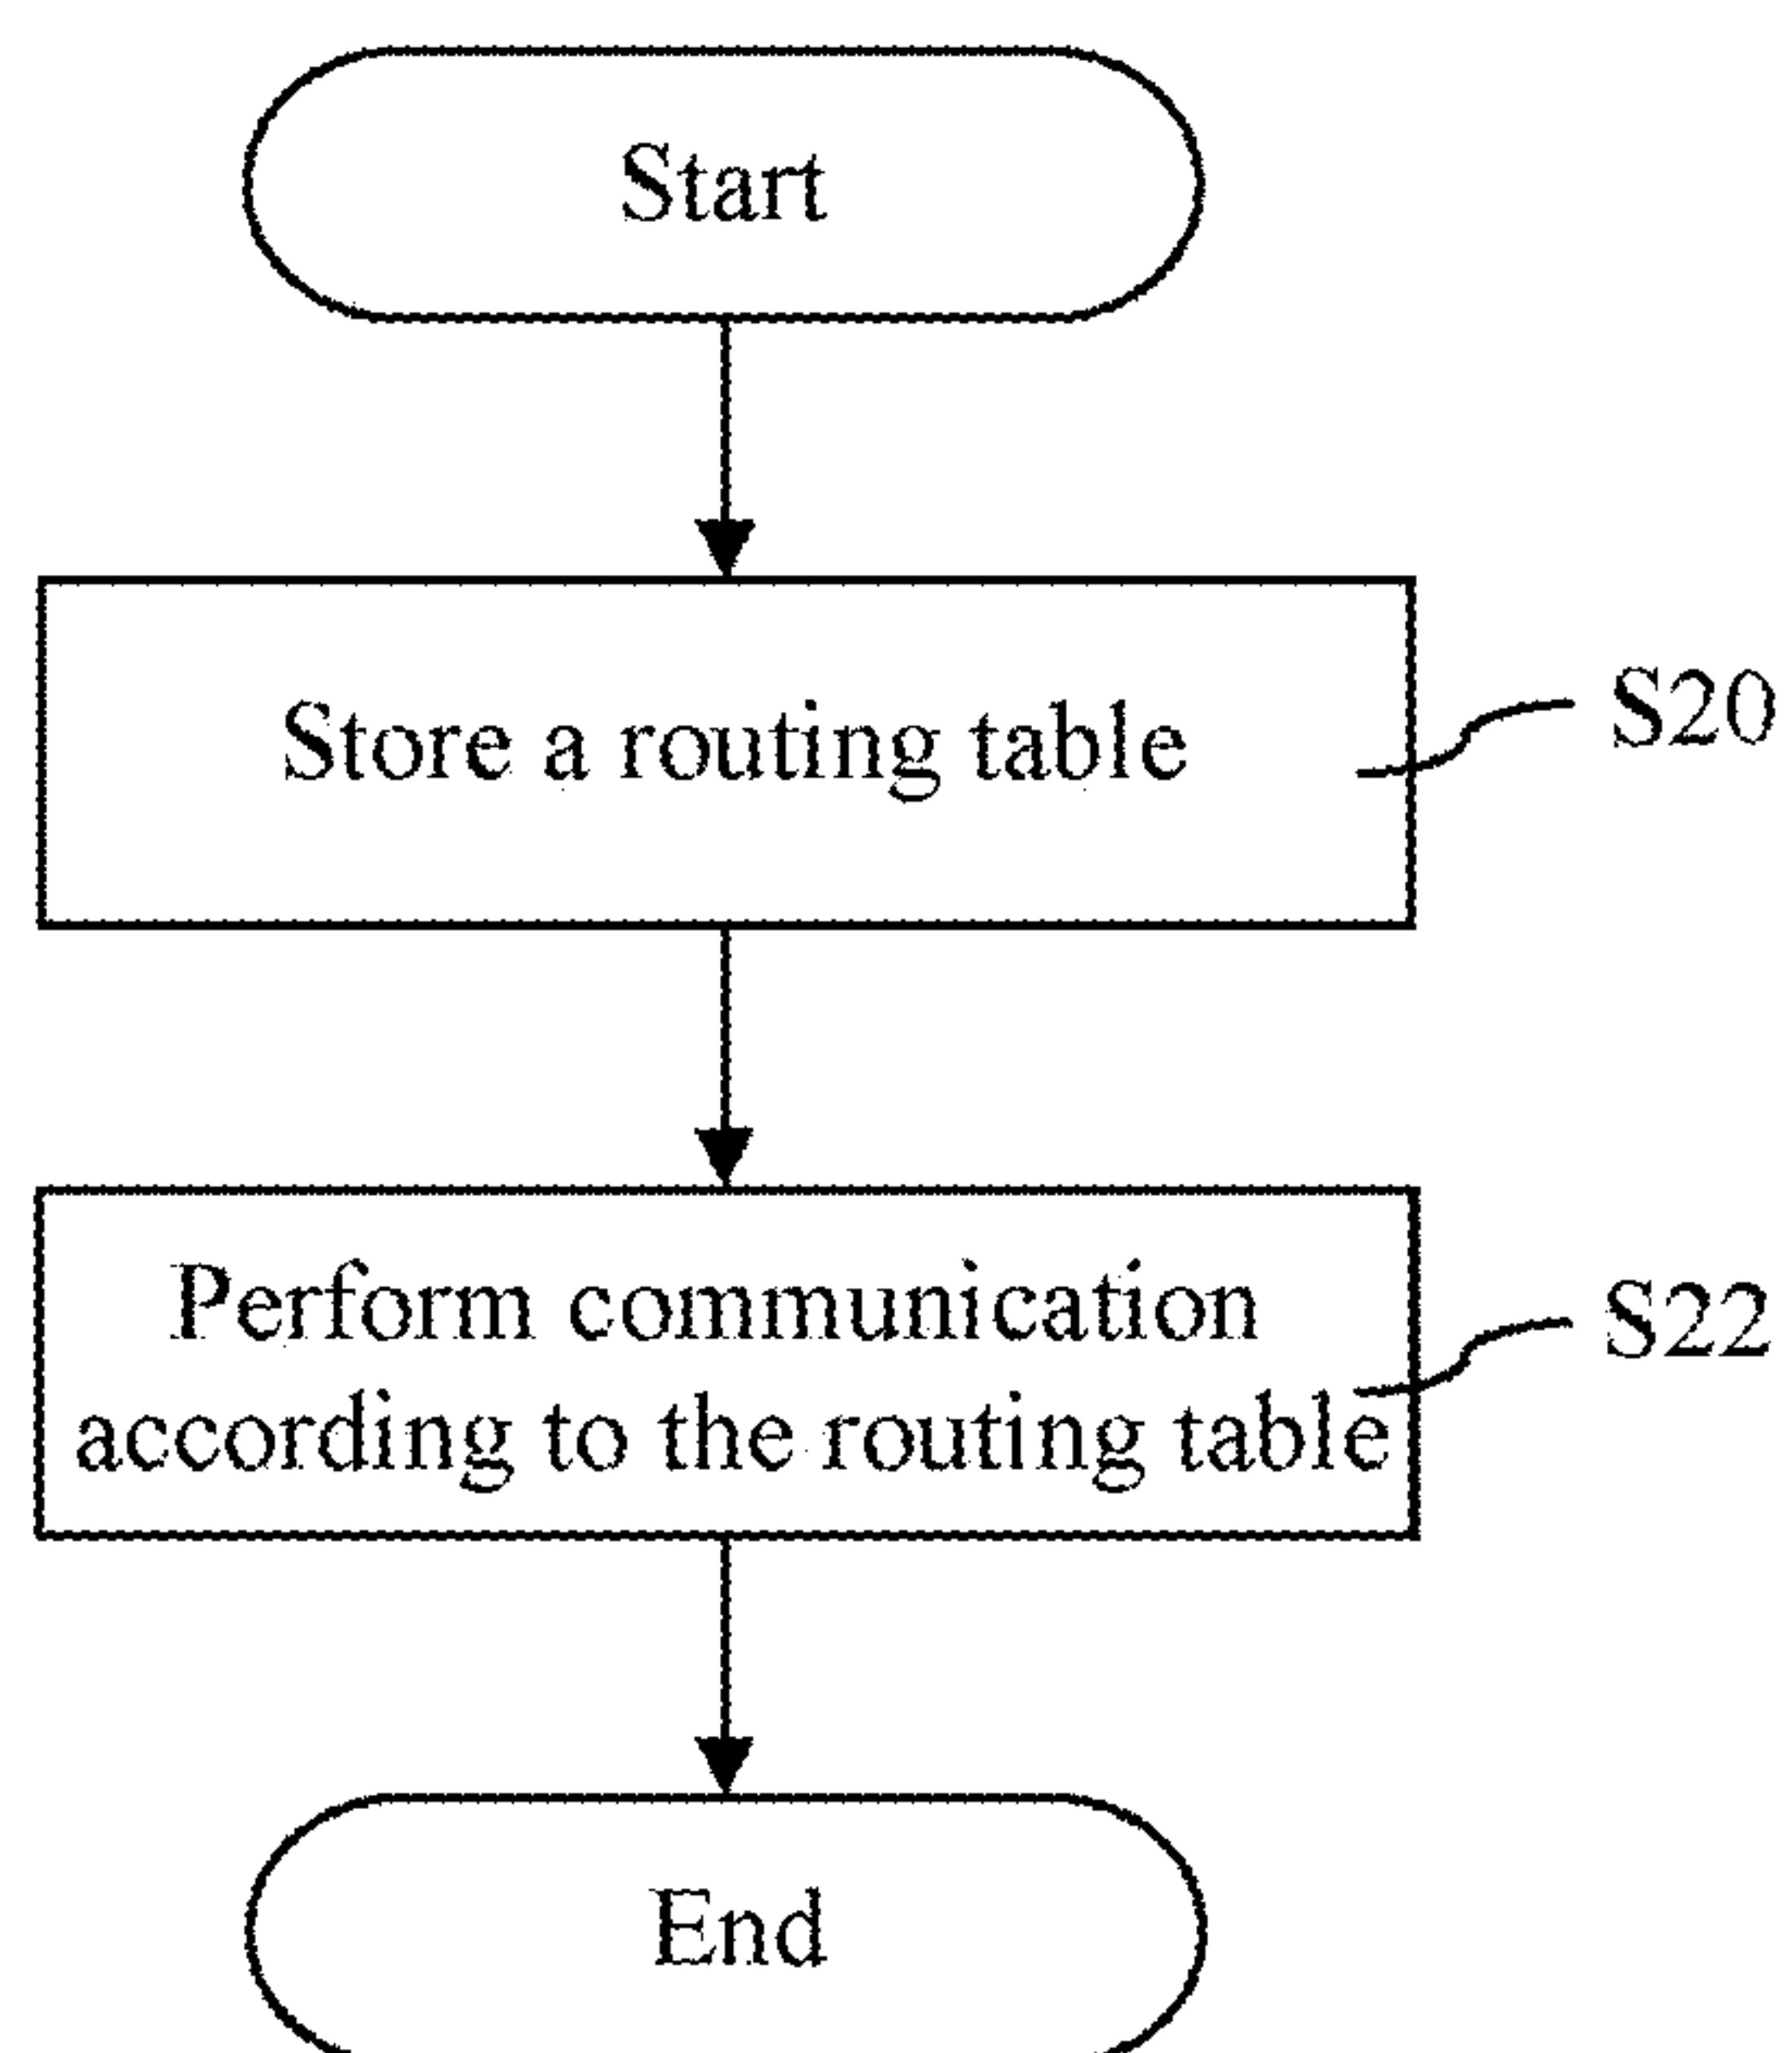 Start
Store a routing table
S20
Perform communication
according to the routing table
S22
End